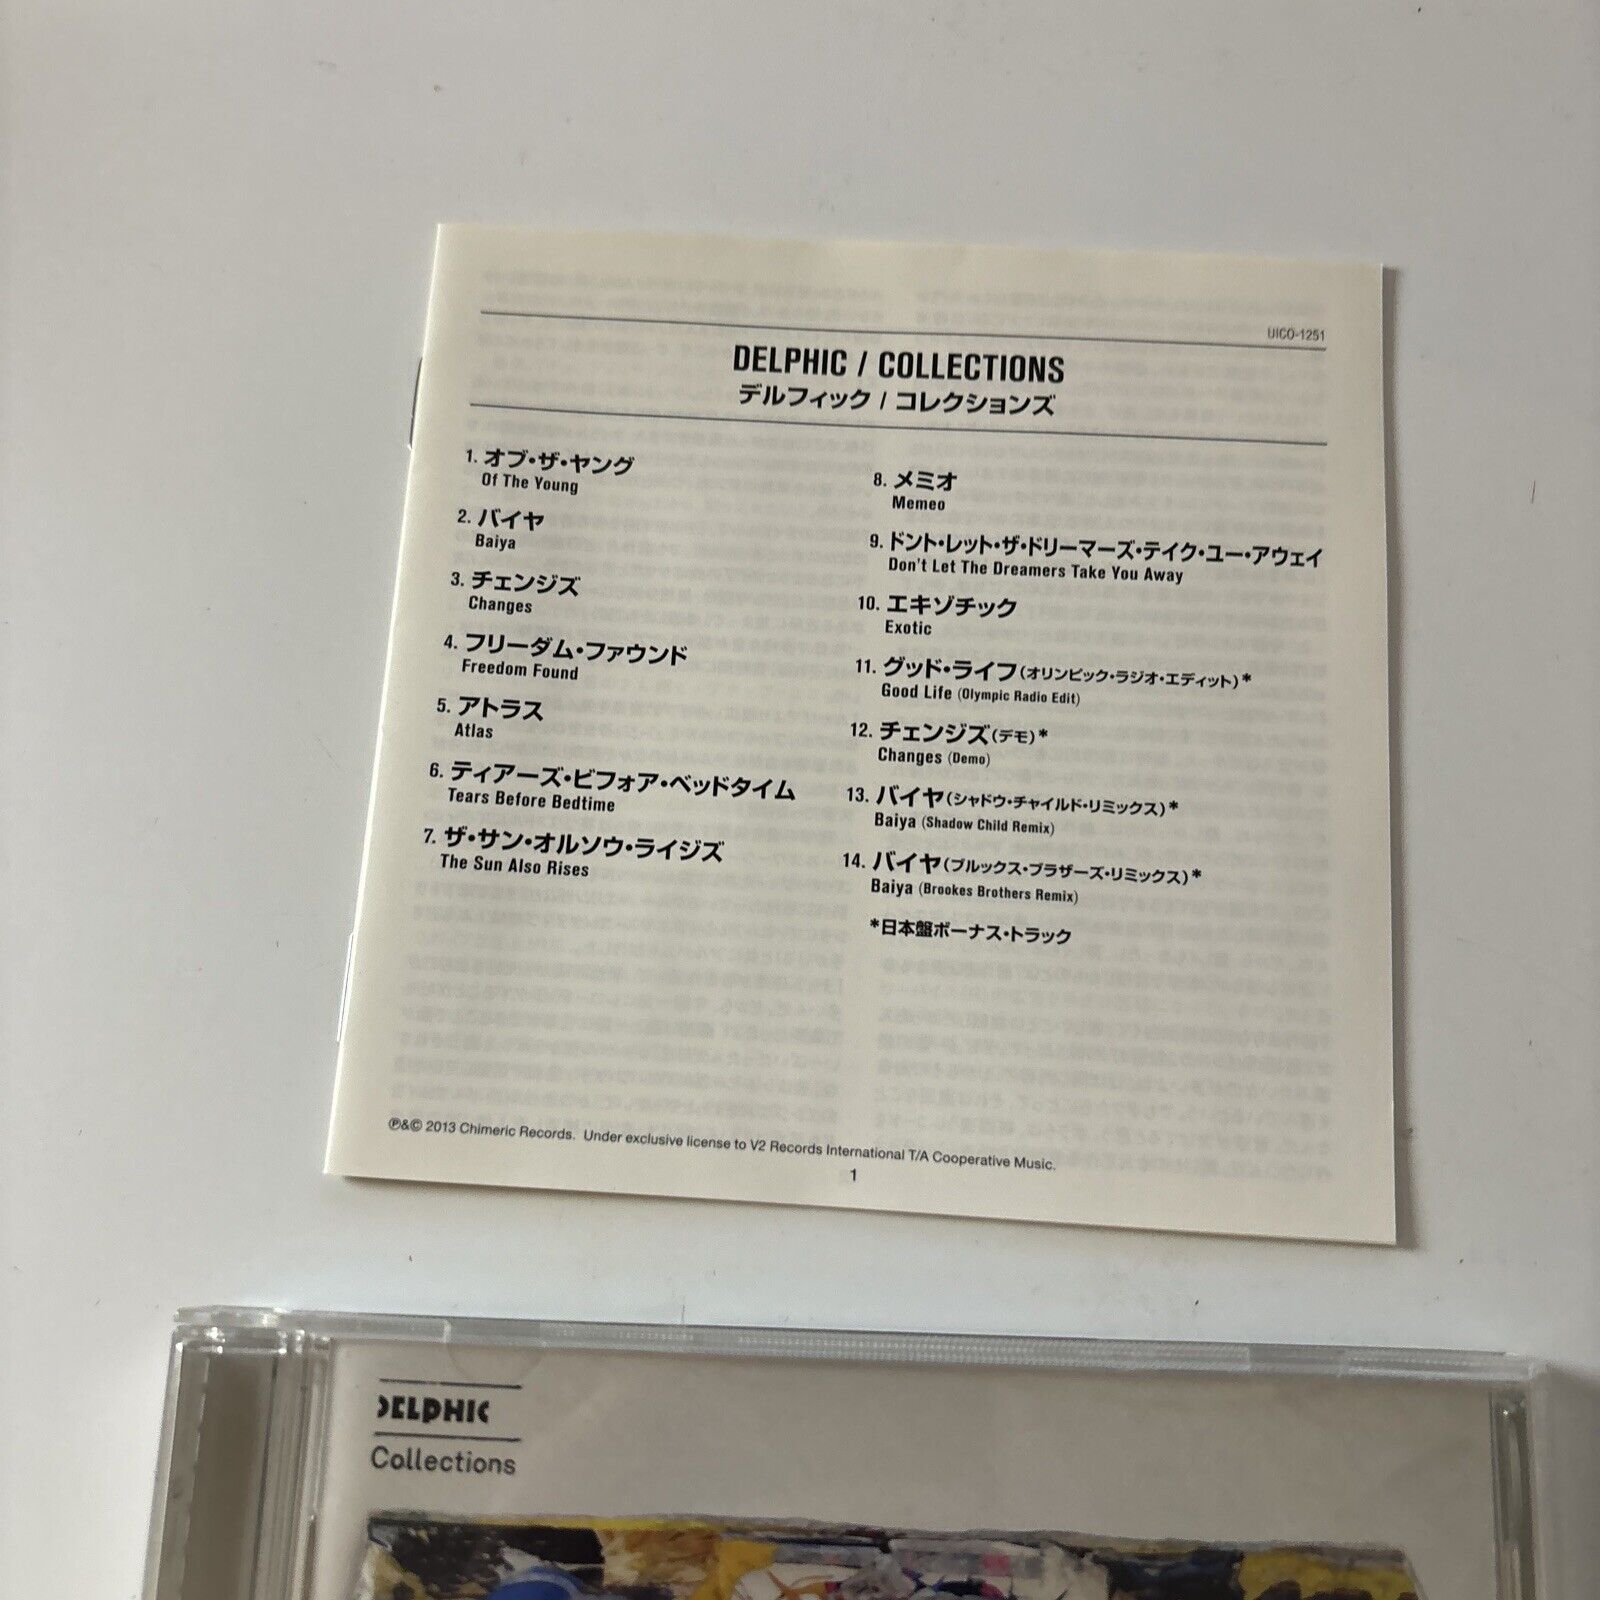 UICO-1251
DELPHIC / COLLECTIONS
デルフィック / コレクションズ
1. オブ・ザ・ヤング
Of The Young
2. バイヤ
Baiya
3. チェンジズ
Changes
4. フリーダム・ファウンド
Freedom Found
5. アトラス
Atlas
6. ティアーズ・ビフォア・ベッドタイム
Tears Before Bedtime
7. ザ・サン・オルソウ・ライジズ
The Sun Also Rises
8. メミオ
Memeo
9. ドント・レット・ザ・ドリーマーズ・テイク・ユー・アウェイ
Don't Let The Dreamers Take You Away
10. エキゾチック
Exotic
11. グッド・ライフ(オリンピック・ラジオ・エディット)*
Good Life (Olympic Radio Edit)
12. チェンジズ(デモ)*
Changes (Demo)
13. バイヤ(シャドウ・チャイルド・リミックス)*
Baiya (Shadow Child Remix)
14. バイヤ(ブルックス・ブラザーズ・リミックス)*
Baiya (Brookes Brothers Remix)
*日本盤ボーナス・トラック
℗&© 2013 Chimeric Records. Under exclusive license to V2 Records International T/A Cooperative Music.
1
DELPHIC
Collections